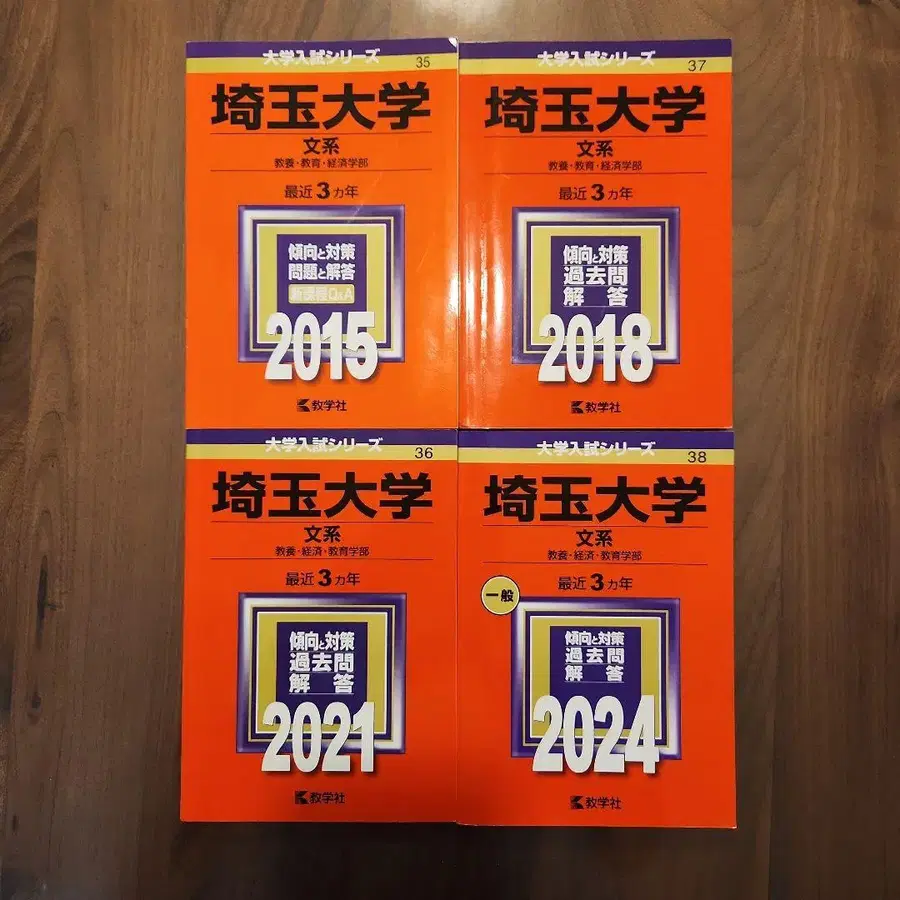 大学入試シリーズ
35
埼玉大学
文系
教養・教育・経済学部
最近3ヵ年
傾向と対策
問題と解答
新課程Q&A
2015
教学社
大学入試シリーズ
37
埼玉大学
文系
教養・教育・経済学部
最近3ヵ年
傾向と対策
過去問
解答
2018
教学社
大学入試シリーズ
36
埼玉大学
文系
教養・経済・教育学部
最近3ヵ年
傾向と対策
過去問
解答
2021
教学社
大学入試シリーズ
38
埼玉大学
文系
教養・経済・教育学部
最近3ヵ年
一般
傾向と対策
過去問
解答
2024
教学社